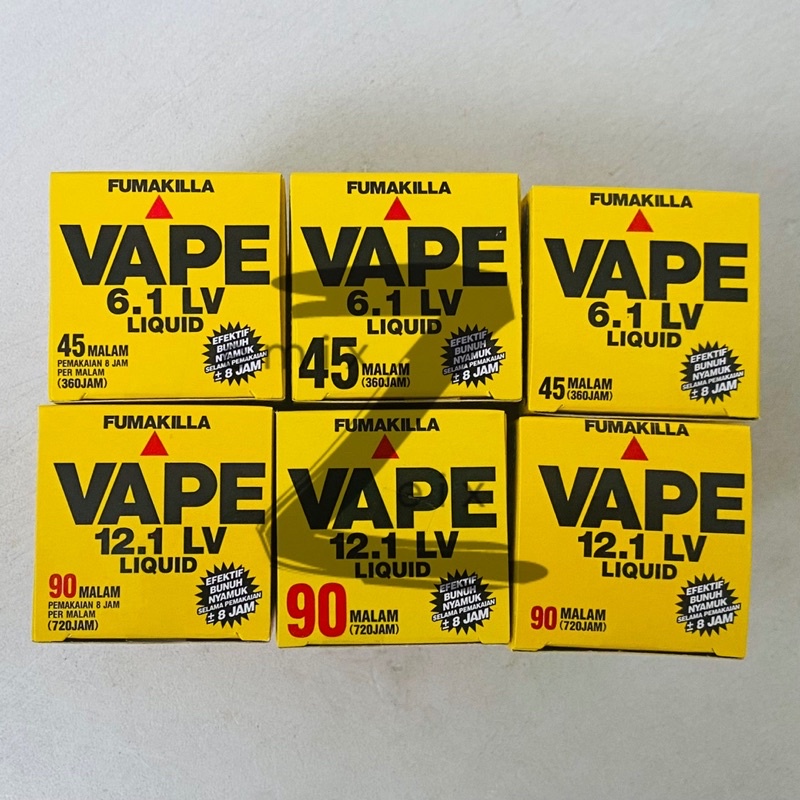 FUMAKILLA
VAPE
6.1 LV
LIQUID
45 MALAM
PEMAKAIAN 8 JAM
PER MALAM
(360JAM)
EFEKTIF
BUNUH
NYAMUK
SELAMA PEMAKAIAN
± 8 JAM
FUMAKILLA
VAPE
6.1 LV
LIQUID
45 MALAM
(360JAM)
EFEKTIF
BUNUH
NYAMUK
SELAMA PEMAKAIAN
± 8 JAM
FUMAKILLA
VAPE
6.1 LV
LIQUID
45 MALAM
(360JAM)
EFEKTIF
BUNUH
NYAMUK
SELAMA PEMAKAIAN
± 8 JAM
mix
FUMAKILLA
VAPE
12.1 LV
LIQUID
90 MALAM
PEMAKAIAN 8 JAM
PER MALAM
(720JAM)
EFEKTIF
BUNUH
NYAMUK
SELAMA PEMAKAIAN
± 8 JAM
FUMAKILLA
VAPE
12.1 LV
LIQUID
90 MALAM
(720JAM)
EFEKTIF
BUNUH
NYAMUK
SELAMA PEMAKAIAN
± 8 JAM
FUMAKILLA
VAPE
12.1 LV
LIQUID
90 MALAM
(720JAM)
EFEKTIF
BUNUH
NYAMUK
SELAMA PEMAKAIAN
± 8 JAM